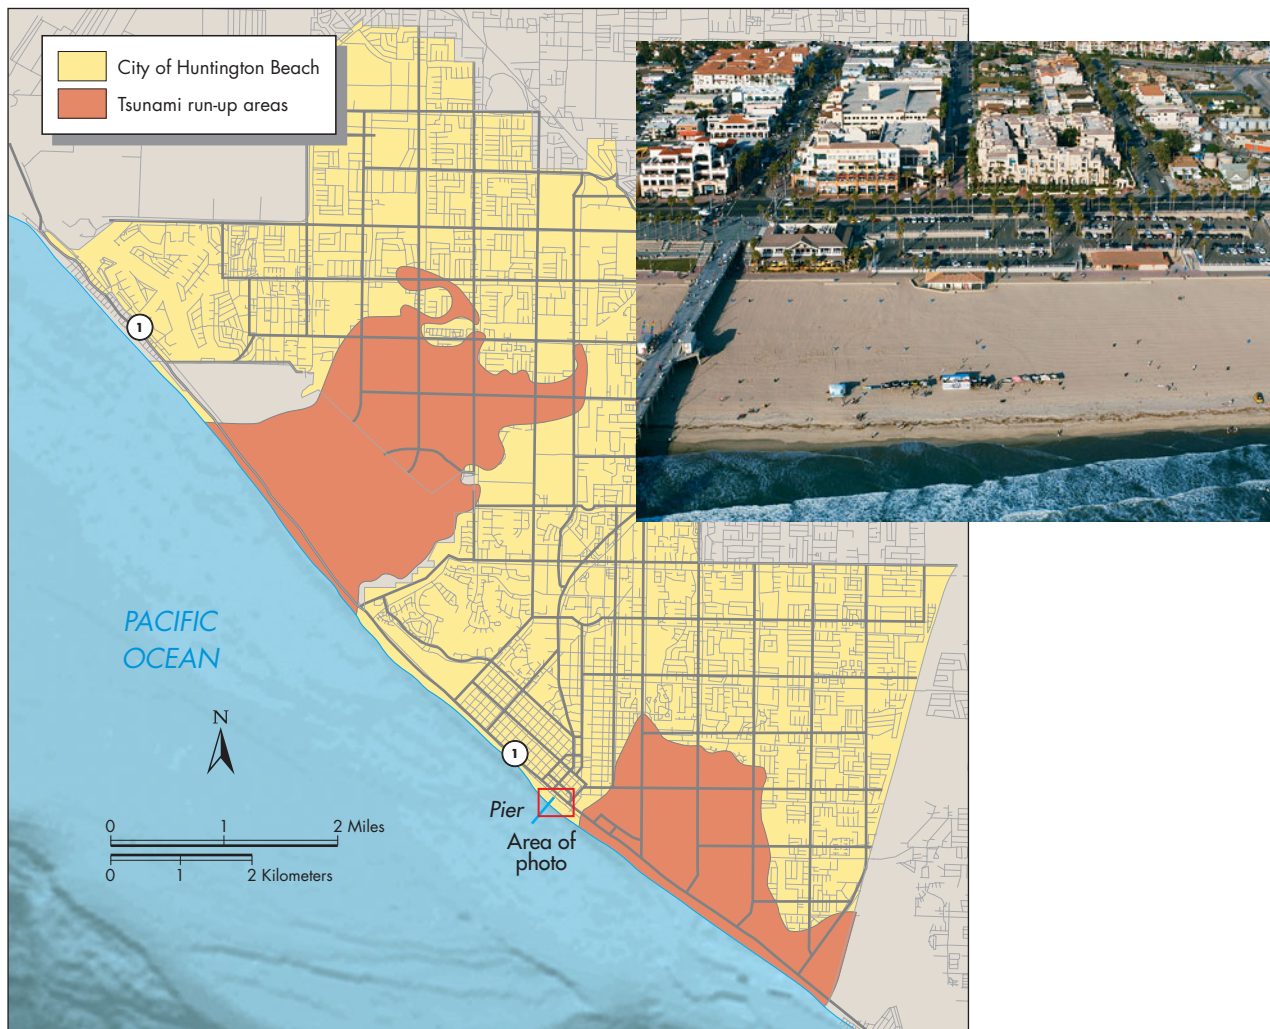 City of Huntington Beach
Tsunami run-up areas
1
PACIFIC
OCEAN
N
1
Pier
Area of
photo
0 1 2 Miles
0 1 2 Kilometers